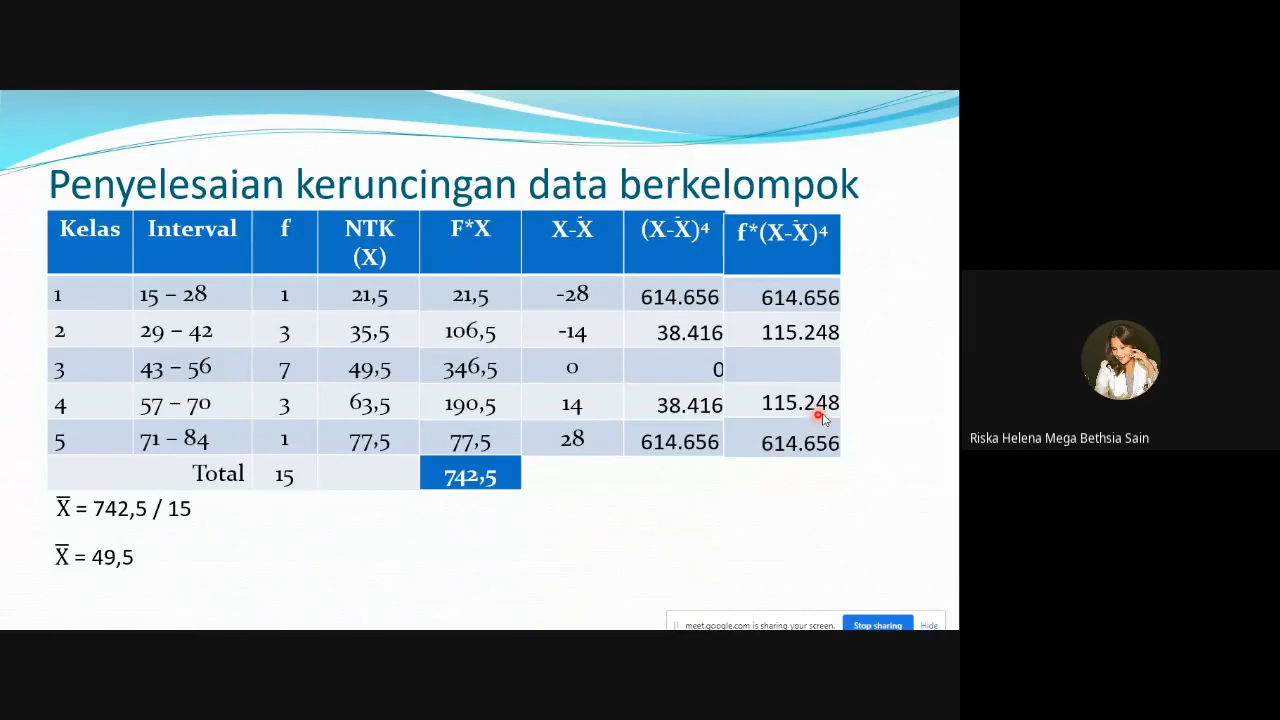 Penyelesaian keruncingan data berkelompok
Kelas Interval f NTK (X) F*X X-Ẋ (X-Ẋ)⁴ f*(X-Ẋ)⁴
1 15 – 28 1 21,5 21,5 -28 614.656 614.656
2 29 – 42 3 35,5 106,5 -14 38.416 115.248
3 43 – 56 7 49,5 346,5 0 0
4 57 – 70 3 63,5 190,5 14 38.416 115.248
5 71 – 84 1 77,5 77,5 28 614.656 614.656
Total 15 742,5
X̅ = 742,5 / 15
X̅ = 49,5
meet.google.com is sharing your screen. Stop sharing Hide
Riska Helena Mega Bethsia Sain